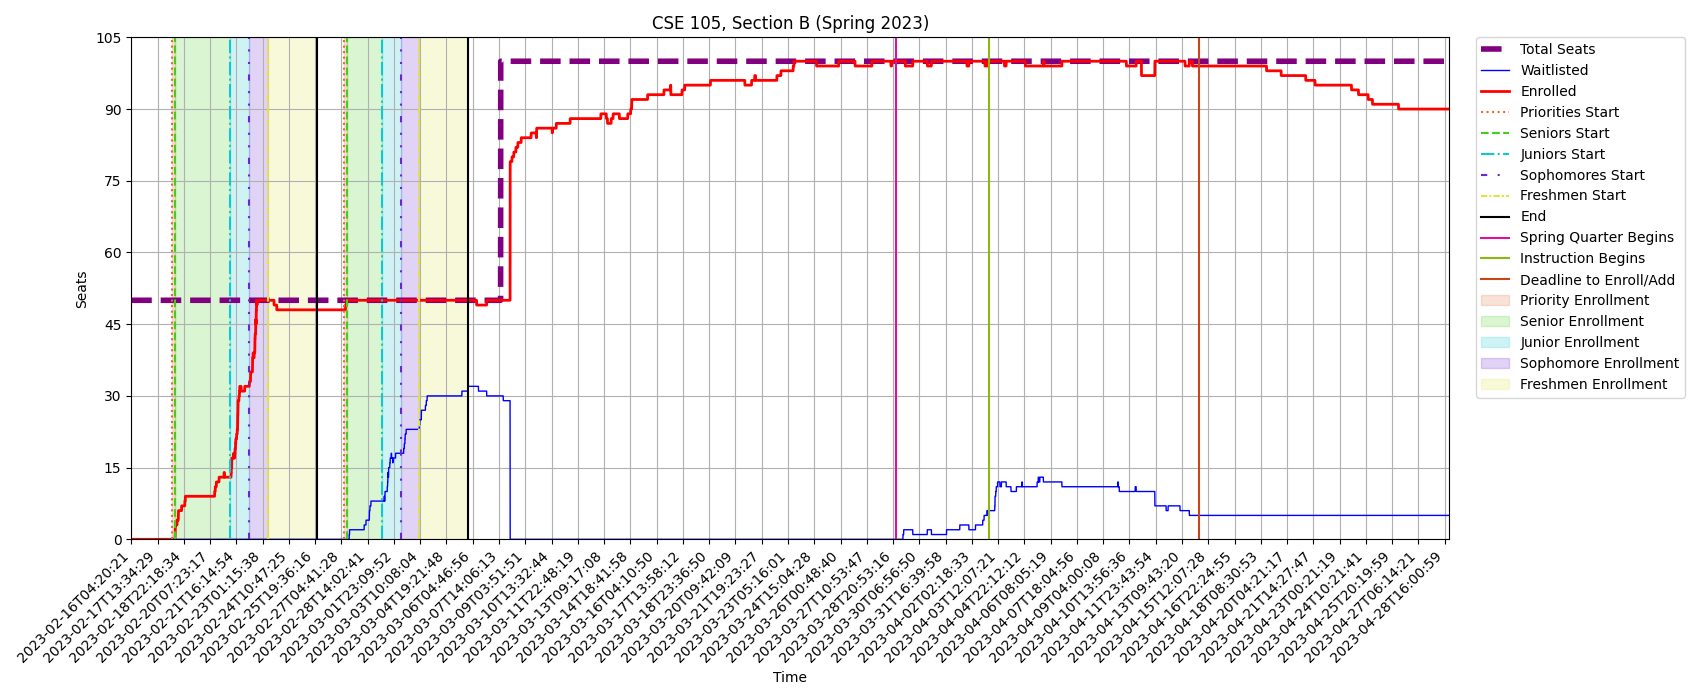 CSE 105, Section B (Spring 2023)
105
90
75
60
45
30
15
0
Seats
2023-02-16T04:20:21
2023-02-17T13:34:29
2023-02-18T22:18:34
2023-02-20T07:23:17
2023-02-21T16:14:54
2023-02-23T01:15:38
2023-02-24T10:47:25
2023-02-25T19:36:16
2023-02-27T04:41:28
2023-02-28T14:02:41
2023-03-01T23:09:52
2023-03-03T10:08:04
2023-03-04T19:21:48
2023-03-06T04:46:56
2023-03-07T14:06:13
2023-03-09T03:51:51
2023-03-10T13:32:44
2023-03-11T22:48:19
2023-03-13T09:17:08
2023-03-14T18:41:58
2023-03-16T04:10:50
2023-03-17T13:58:12
2023-03-18T23:36:50
2023-03-20T09:42:09
2023-03-21T19:23:27
2023-03-23T05:16:01
2023-03-24T15:04:28
2023-03-26T00:48:40
2023-03-27T10:53:47
2023-03-28T20:53:16
2023-03-30T06:56:50
2023-03-31T16:39:58
2023-04-02T02:18:33
2023-04-03T12:07:21
2023-04-04T22:12:12
2023-04-06T08:05:19
2023-04-07T18:04:56
2023-04-09T04:00:08
2023-04-10T13:56:36
2023-04-11T23:43:54
2023-04-13T09:43:20
2023-04-15T12:07:28
2023-04-16T22:24:55
2023-04-18T08:30:53
2023-04-20T04:21:17
2023-04-21T14:27:47
2023-04-23T00:21:19
2023-04-24T10:21:41
2023-04-25T20:19:59
2023-04-27T06:14:21
2023-04-28T16:00:59
Time
Total Seats
Waitlisted
Enrolled
Priorities Start
Seniors Start
Juniors Start
Sophomores Start
Freshmen Start
End
Spring Quarter Begins
Instruction Begins
Deadline to Enroll/Add
Priority Enrollment
Senior Enrollment
Junior Enrollment
Sophomore Enrollment
Freshmen Enrollment